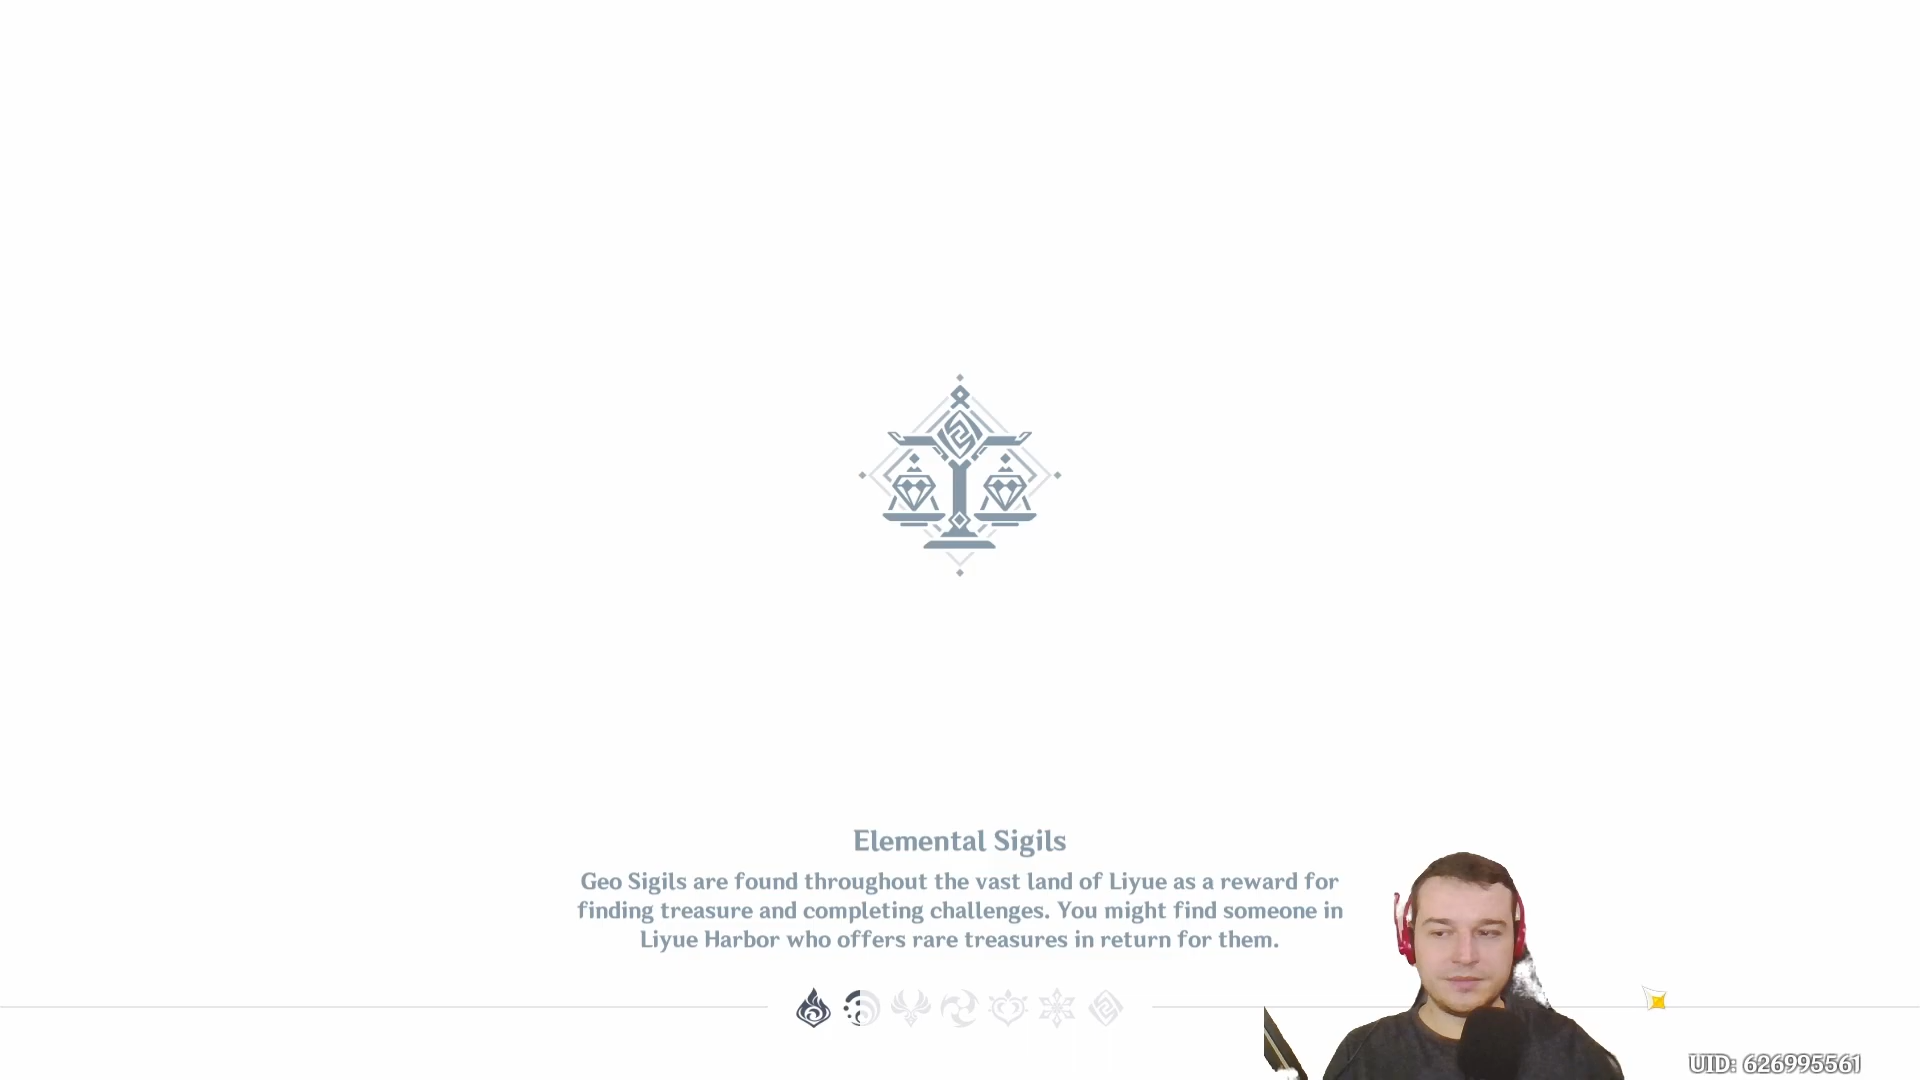 Elemental Sigils
Geo Sigils are found throughout the vast land of Liyue as a reward for
finding treasure and completing challenges. You might find someone in
Liyue Harbor who offers rare treasures in return for them.
UID: 626995561